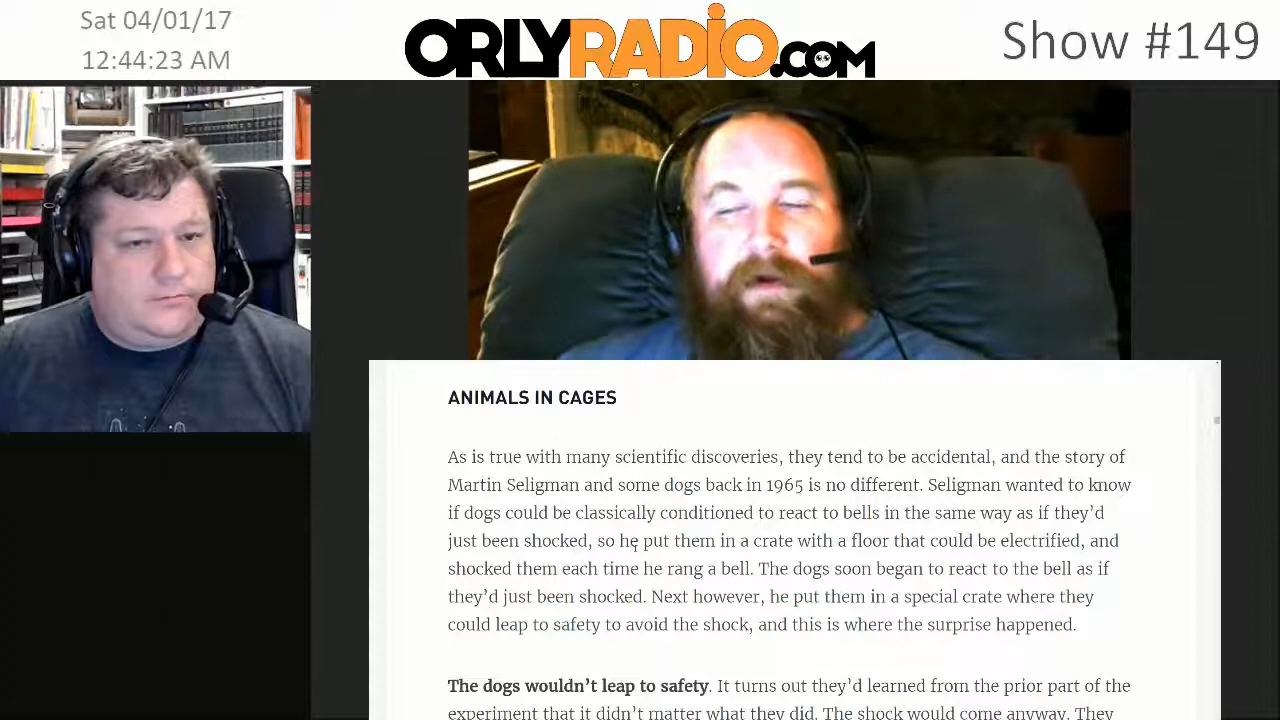 Sat 04/01/17
12:44:23 AM
ORLYRADiO.COM
Show #149
ANIMALS IN CAGES
As is true with many scientific discoveries, they tend to be accidental, and the story of
Martin Seligman and some dogs back in 1965 is no different. Seligman wanted to know
if dogs could be classically conditioned to react to bells in the same way as if they’d
just been shocked, so he put them in a crate with a floor that could be electrified, and
shocked them each time he rang a bell. The dogs soon began to react to the bell as if
they’d just been shocked. Next however, he put them in a special crate where they
could leap to safety to avoid the shock, and this is where the surprise happened.
The dogs wouldn’t leap to safety. It turns out they’d learned from the prior part of the
experiment that it didn’t matter what they did. The shock would come anyway. They